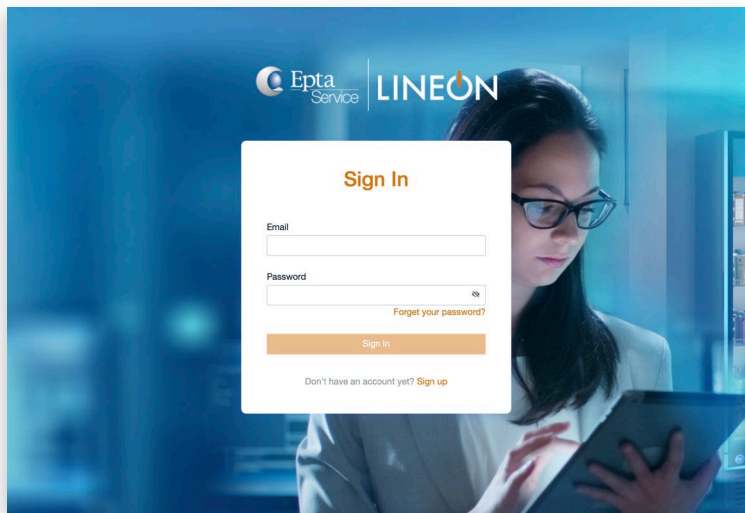 Epta
Service
LINEON
Sign In
Email
Password
Forget your password?
Sign In
Don't have an account yet? Sign up